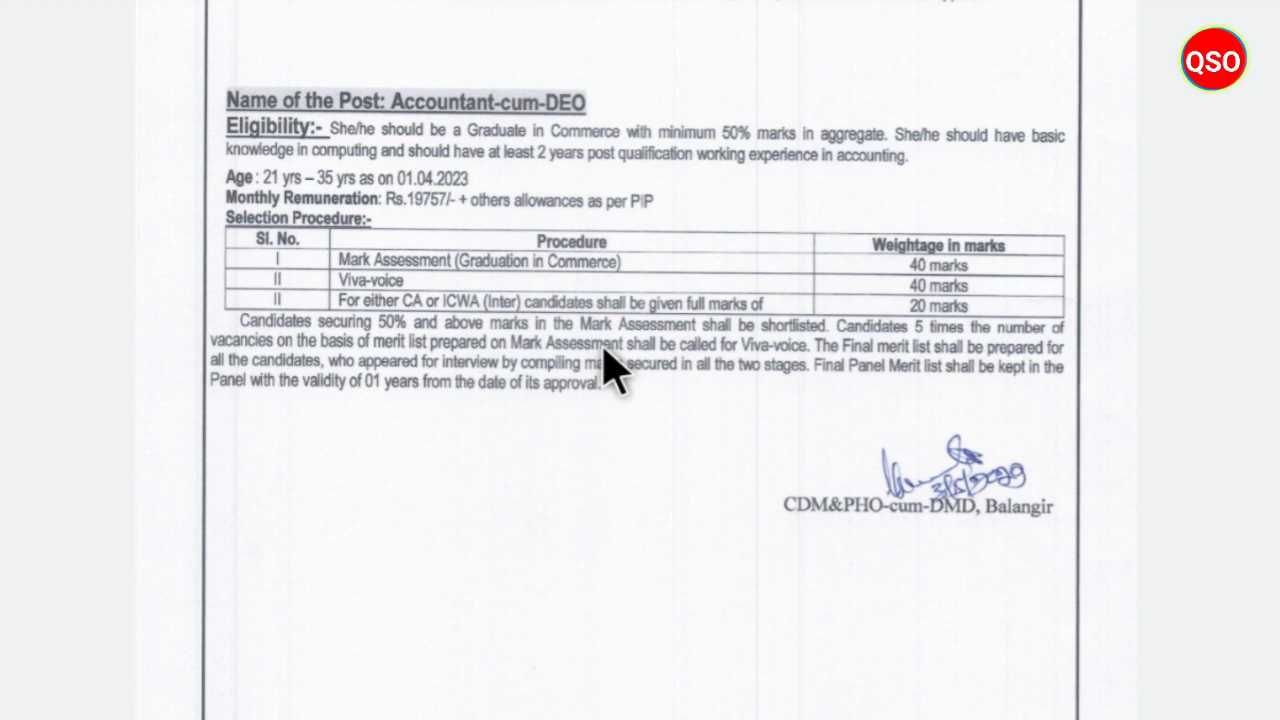 QSO
Name of the Post: Accountant-cum-DEO
Eligibility:- She/he should be a Graduate in Commerce with minimum 50% marks in aggregate. She/he should have basic
knowledge in computing and should have at least 2 years post qualification working experience in accounting.
Age : 21 yrs – 35 yrs as on 01.04.2023
Monthly Remuneration: Rs.19757/- + others allowances as per PIP
Selection Procedure:-
Sl. No. Procedure Weightage in marks
I Mark Assessment (Graduation in Commerce) 40 marks
II Viva-voice 40 marks
II For either CA or ICWA (Inter) candidates shall be given full marks of 20 marks
Candidates securing 50% and above marks in the Mark Assessment shall be shortlisted. Candidates 5 times the number of
vacancies on the basis of merit list prepared on Mark Assessment shall be called for Viva-voice. The Final merit list shall be prepared for
all the candidates, who appeared for interview by compiling secured in all the two stages. Final Panel Merit list shall be kept in the
Panel with the validity of 01 years from the date of its approval.
CDM&PHO-cum-DMD, Balangir